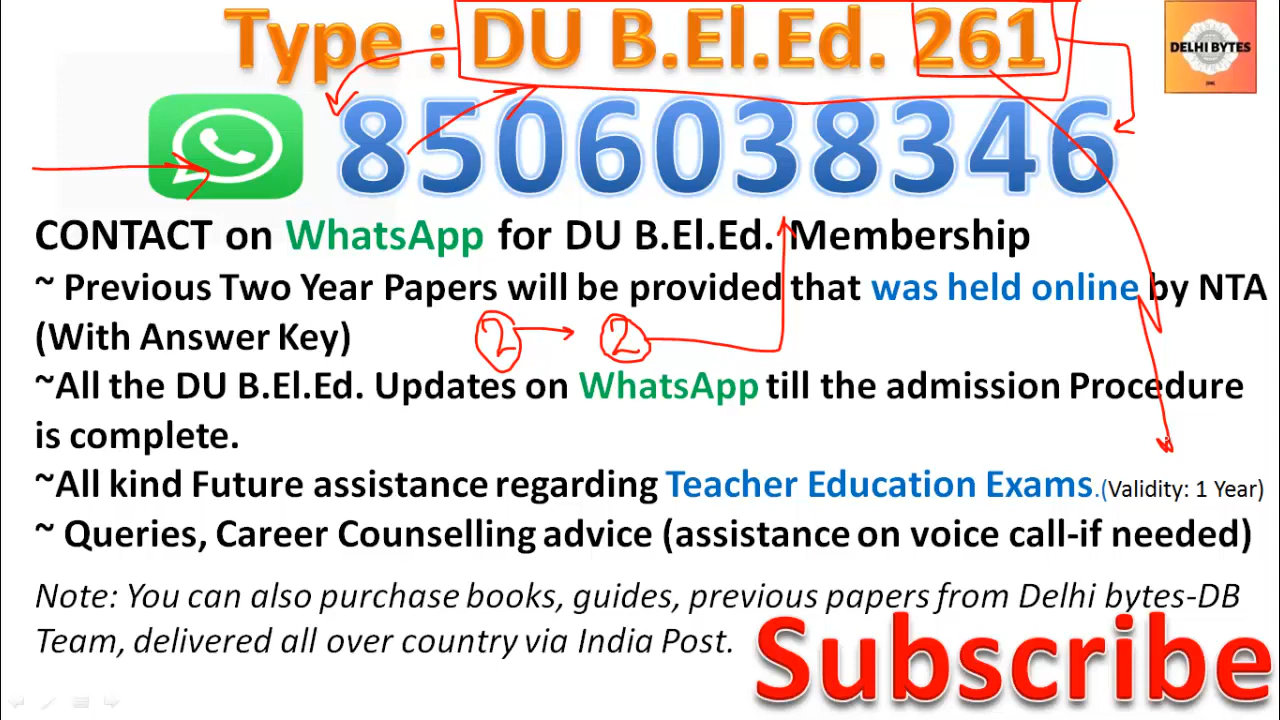 Type : DU B.El.Ed. 261
DELHI BYTES
8506038346
CONTACT on WhatsApp for DU B.El.Ed. Membership
~ Previous Two Year Papers will be provided that was held online by NTA
(With Answer Key)
2 2
~All the DU B.El.Ed. Updates on WhatsApp till the admission Procedure
is complete.
~All kind Future assistance regarding Teacher Education Exams.(Validity: 1 Year)
~ Queries, Career Counselling advice (assistance on voice call-if needed)
Note: You can also purchase books, guides, previous papers from Delhi bytes-DB
Team, delivered all over country via India Post.
Subscribe